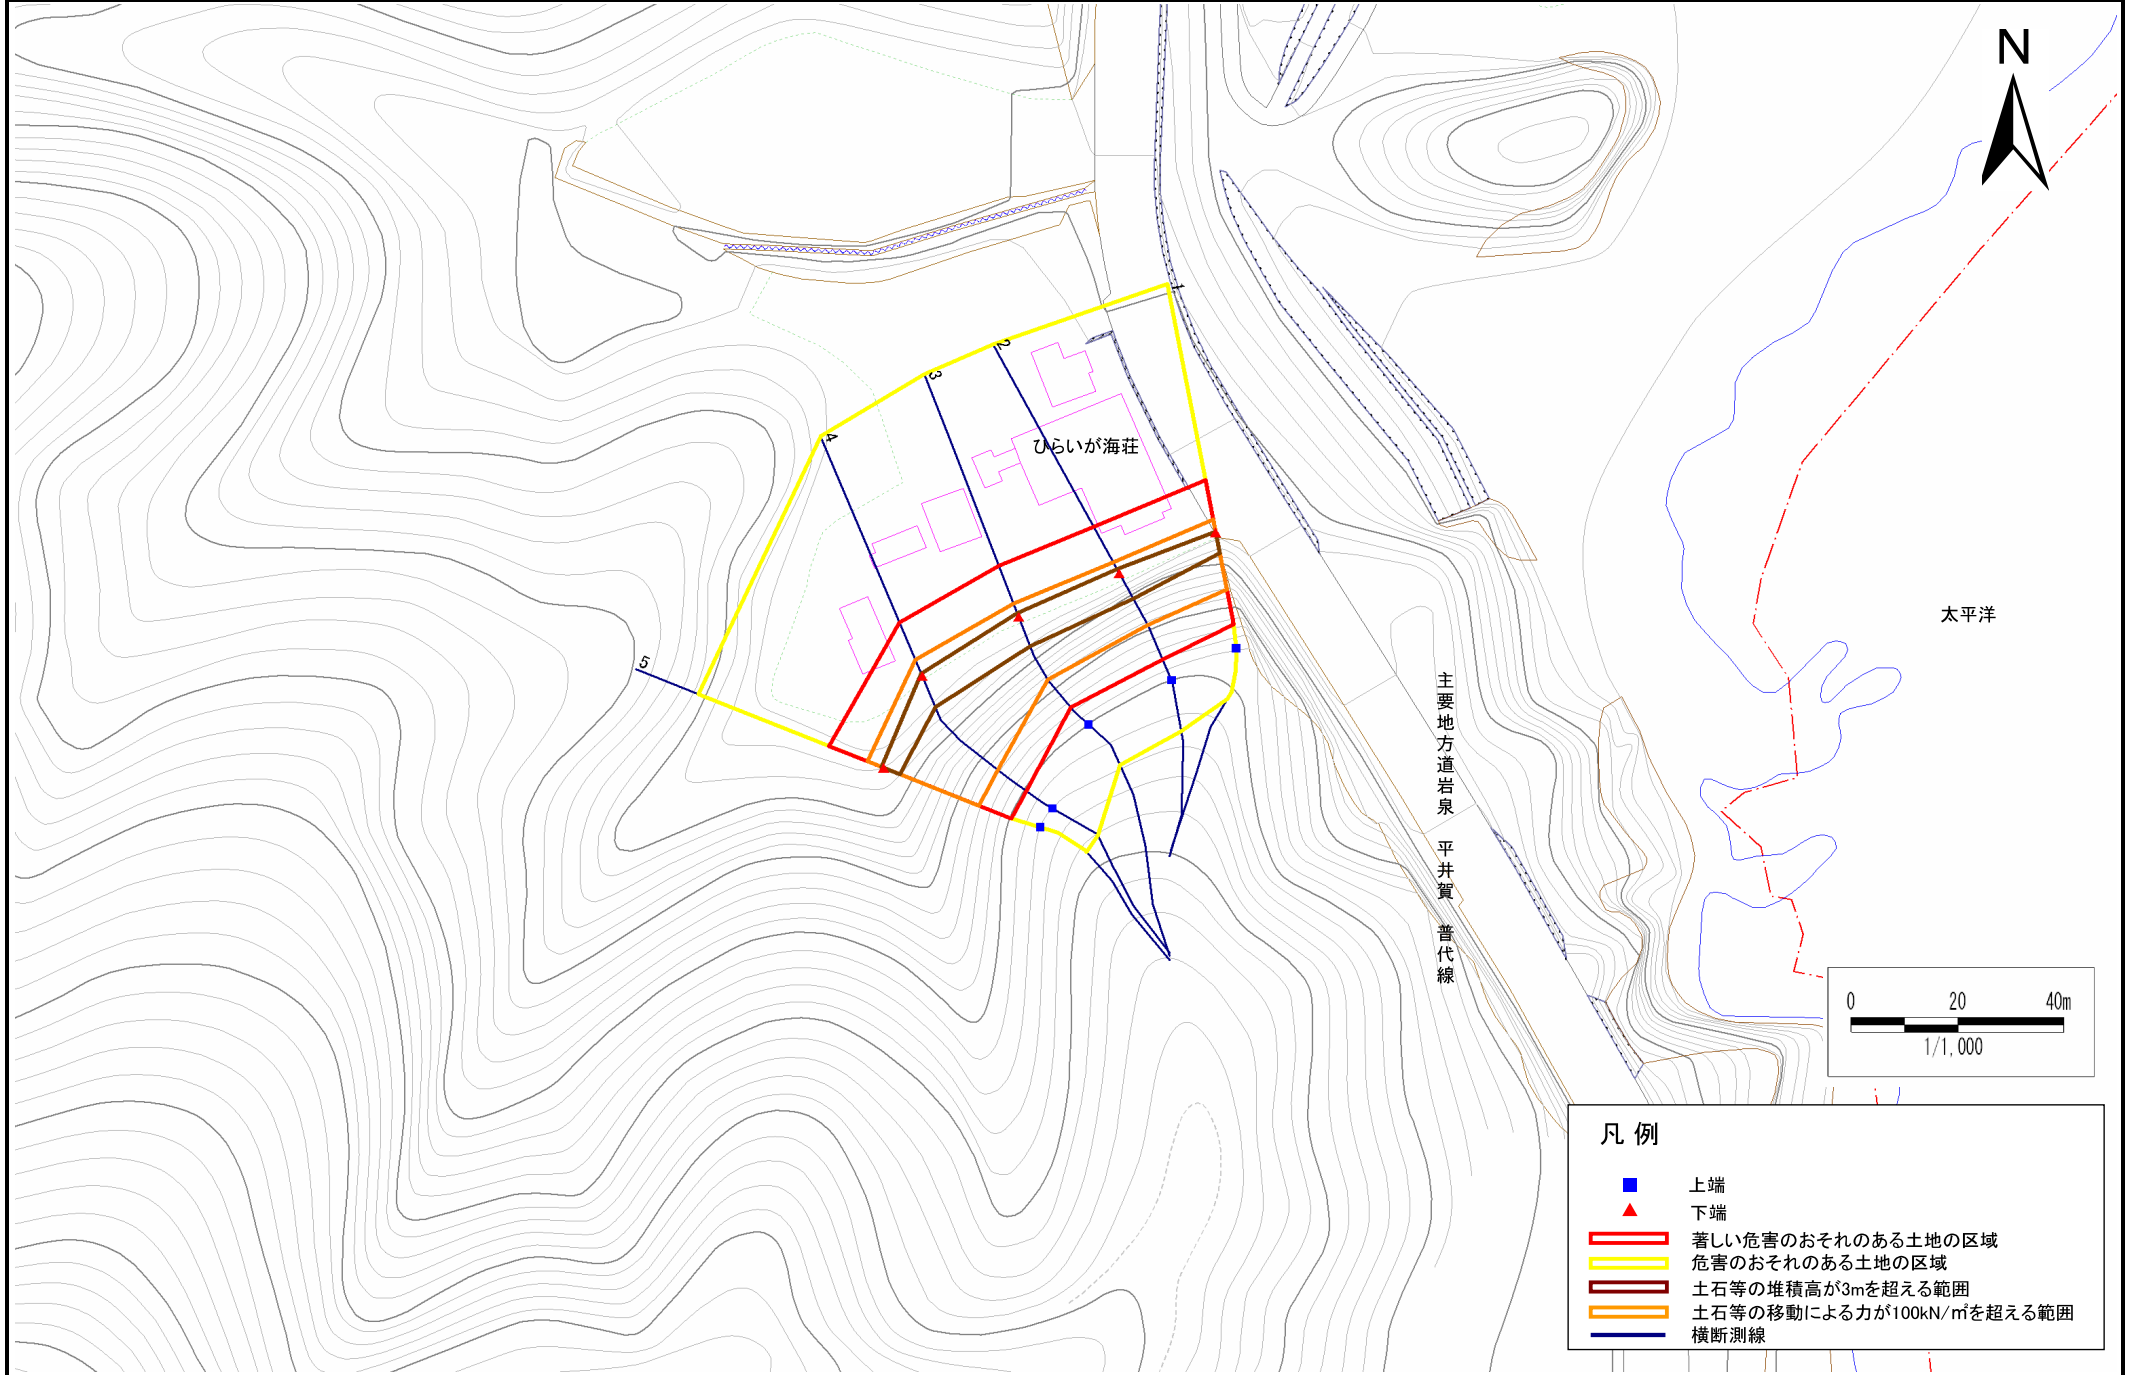 N
1
2
3
4
5
ひらいが海荘
太平洋
主要地方道岩泉　平井賀　普代線
0 20 40m
1/1,000
凡 例
上端
下端
著しい危害のおそれのある土地の区域
危害のおそれのある土地の区域
土石等の堆積高が3mを超える範囲
土石等の移動による力が100kN/㎡を超える範囲
横断測線